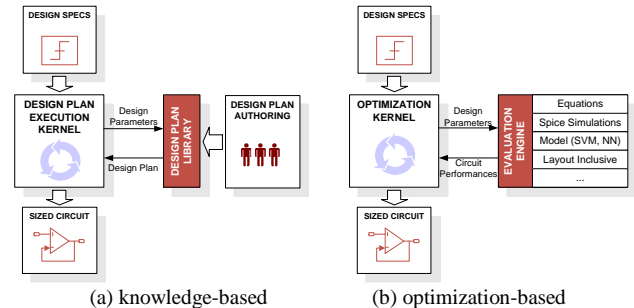 DESIGN SPECS
DESIGN PLAN
EXECUTION
KERNEL
Design
Parameters
Design Plan
DESIGN PLAN
LIBRARY
DESIGN PLAN
AUTHORING
SIZED CIRCUIT
(a) knowledge-based
DESIGN SPECS
OPTIMIZATION
KERNEL
Design
Parameters
Circuit
Performances
EVALUATION
ENGINE
Equations
Spice Simulations
Model (SVM, NN)
Layout Inclusive
...
SIZED CIRCUIT
(b) optimization-based